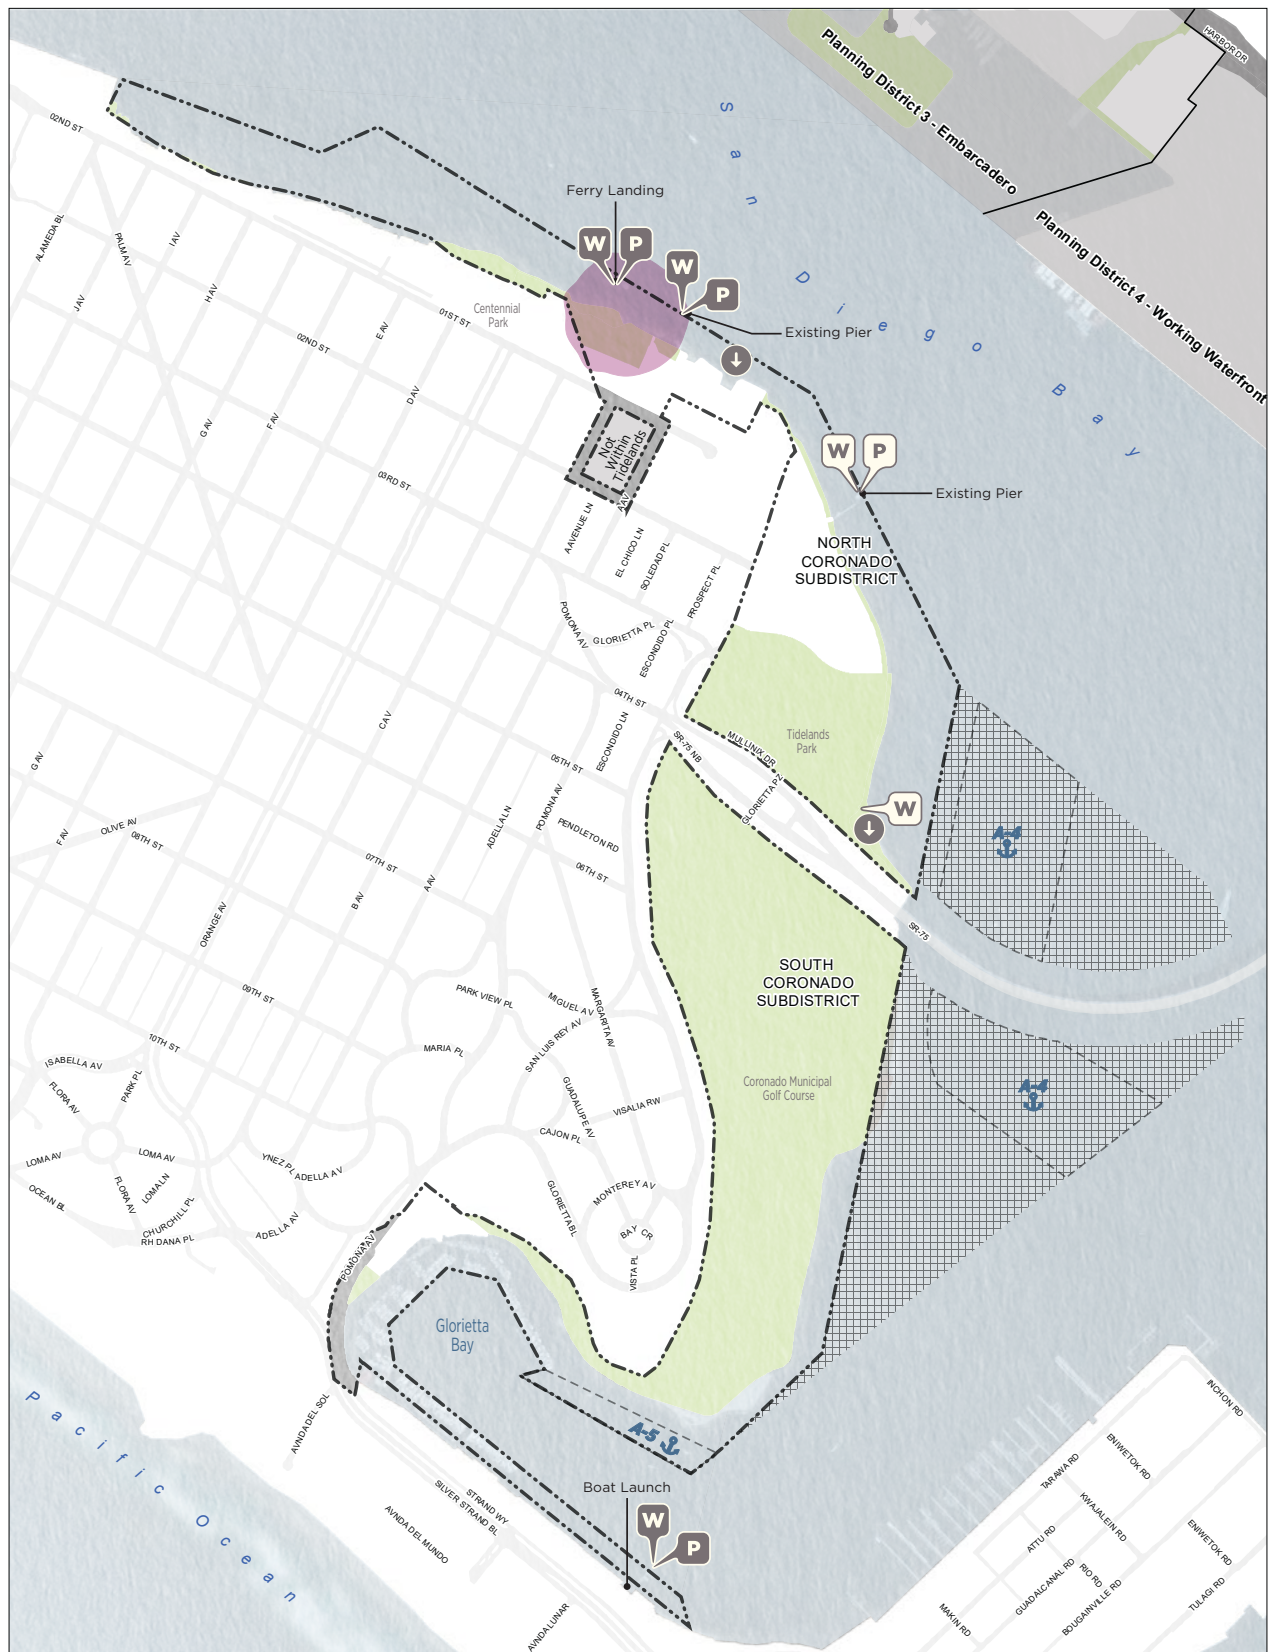 HARBOR DR
Planning District 3 - Embarcadero
Planning District 4 - Working Waterfront
San Diego Bay
02ND ST
Ferry Landing
W
P
W
P
Existing Pier
ALAMEDA BL
PALM AV
I AV
J AV
H AV
E AV
01ST ST
02ND ST
Centennial
Park
D AV
G AV
F AV
03RD ST
Not
Within
Tidelands
A AV
W
P
Existing Pier
A AVENUE LN
EL CHICO LN
SOLEDAD PL
PROSPECT PL
NORTH
CORONADO
SUBDISTRICT
POMONA AV
GLORIETTA PL
ESCONDIDO PL
04TH ST
C AV
ESCONDIDO LN
SR-75 NB
MULLINIX DR
Tidelands
Park
GLORIETTA PZ
G AV
05TH ST
ADELLA LN
POMONA AV
PENDLETON RD
W
A-4
F AV
OLIVE AV
08TH ST
07TH ST
06TH ST
B AV
A AV
ORANGE AV
SR-75
SOUTH
CORONADO
SUBDISTRICT
09TH ST
PARK VIEW PL
MIGUEL AV
MARGARITA AV
10TH ST
MARIA PL
SAN LUIS REY AV
ISABELLA AV
FLORA AV
PARK PL
GUADALUPE AV
VISALIA RW
Coronado Municipal
Golf Course
A-4
CAJON PL
LOMA AV
LOMA AV
YNEZ PL
ADELLA AV
OCEAN BL
FLORA AV
LOMA LN
CHURCHILL PL
RH DANA PL
ADELLA AV
GLORIETTA BL
MONTEREY AV
BAY CR
VISTA PL
POMONA AV
Glorietta
Bay
A-5
Pacific Ocean
AVNDA DEL SOL
Boat Launch
W
P
STRAND WY
SILVER STRAND BL
AVNDA DEL MUNDO
AVNDA LUNAR
INCHON RD
ENIWETOK RD
TARAWA RD
KWAJALEIN RD
ATTU RD
ENIWETOK RD
RIO RD
GUADALCANAL RD
BOUGAINVILLE RD
TULAGI RD
MAKIN RD